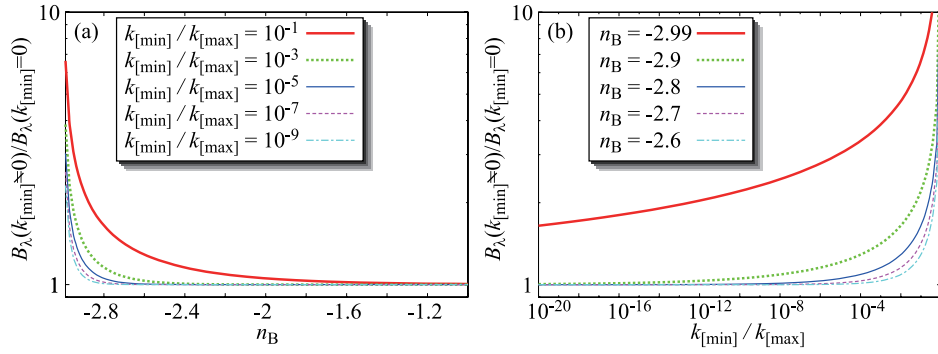 10
(a)
k[min] / k[max] = 10⁻¹
k[min] / k[max] = 10⁻³
k[min] / k[max] = 10⁻⁵
k[min] / k[max] = 10⁻⁷
k[min] / k[max] = 10⁻⁹
Bλ(k[min]≠0)/Bλ(k[min]=0)
1
-2.8 -2.4 -2 -1.6 -1.2
nB
10
(b)
nB = -2.99
nB = -2.9
nB = -2.8
nB = -2.7
nB = -2.6
Bλ(k[min]≠0)/Bλ(k[min]=0)
1
10⁻²⁰ 10⁻¹⁶ 10⁻¹² 10⁻⁸ 10⁻⁴
k[min] / k[max]